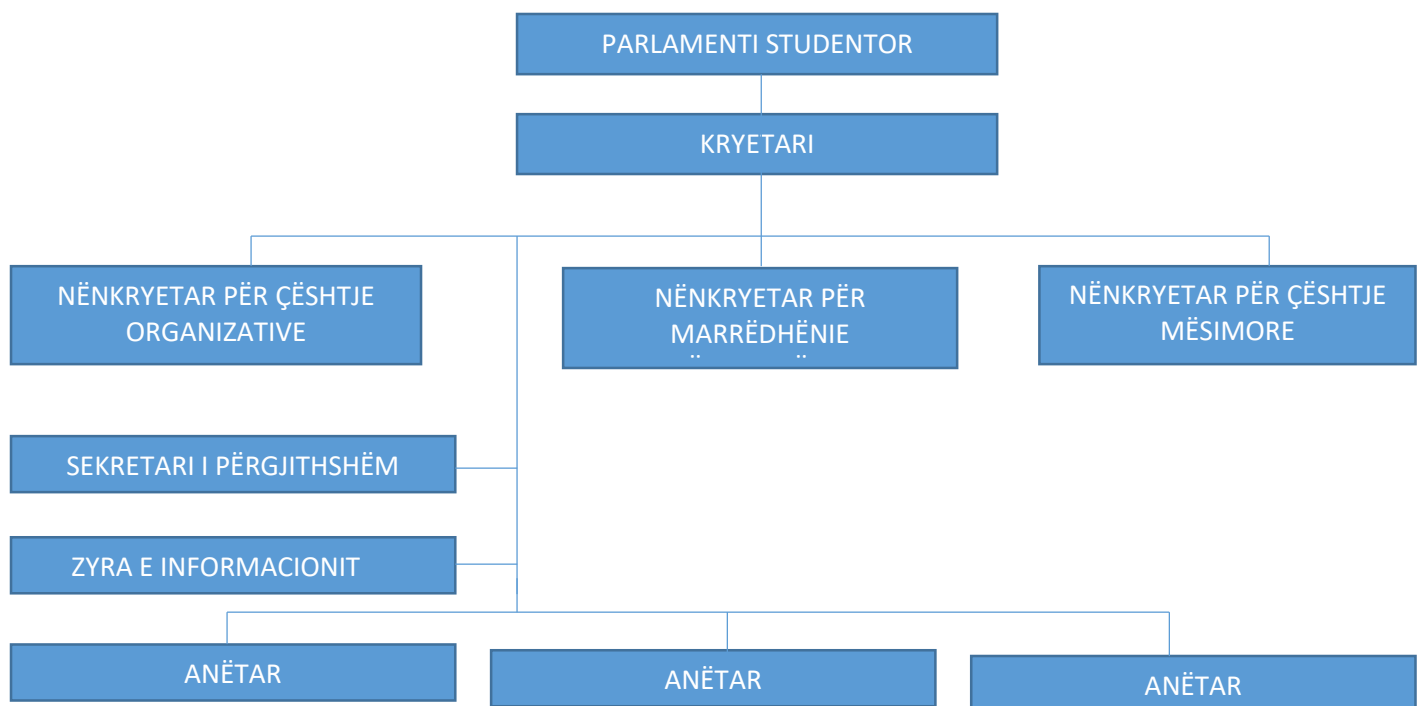 PARLAMENTI STUDENTOR
KRYETARI
NËNKRYETAR PËR ÇËSHTJE
ORGANIZATIVE
NËNKRYETAR PËR
MARRËDHËNIE
NËNKRYETAR PËR ÇËSHTJE
MËSIMORE
SEKRETARI I PËRGJITHSHËM
ZYRA E INFORMACIONIT
ANËTAR
ANËTAR
ANËTAR